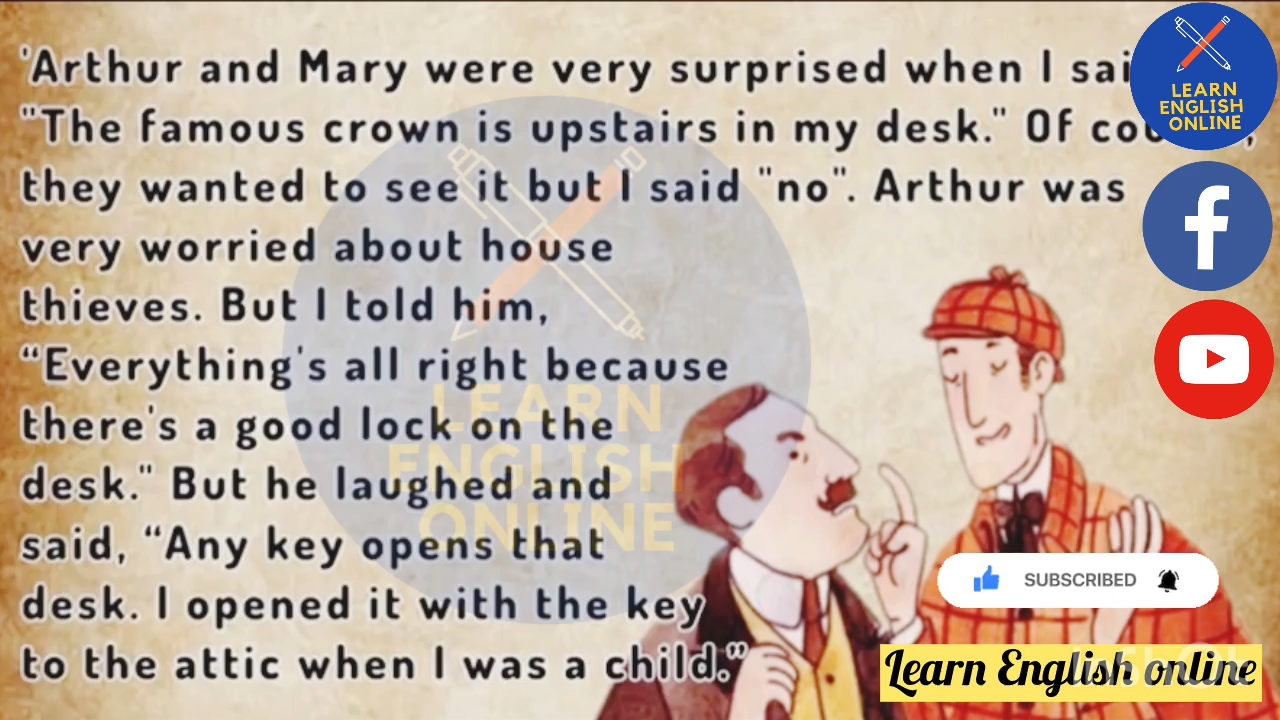 'Arthur and Mary were very surprised when I
"The famous crown is upstairs in my desk." Of
they wanted to see it but I said "no". Arthur was
very worried about house
thieves. But I told him,
“Everything's all right because
there's a good lock on the
desk." But he laughed and
said, “Any key opens that
desk. I opened it with the key
to the attic when I was a child.”
LEARN
ENGLISH
ONLINE
LEARN
ENGLISH
ONLINE
SUBSCRIBED
Learn English online